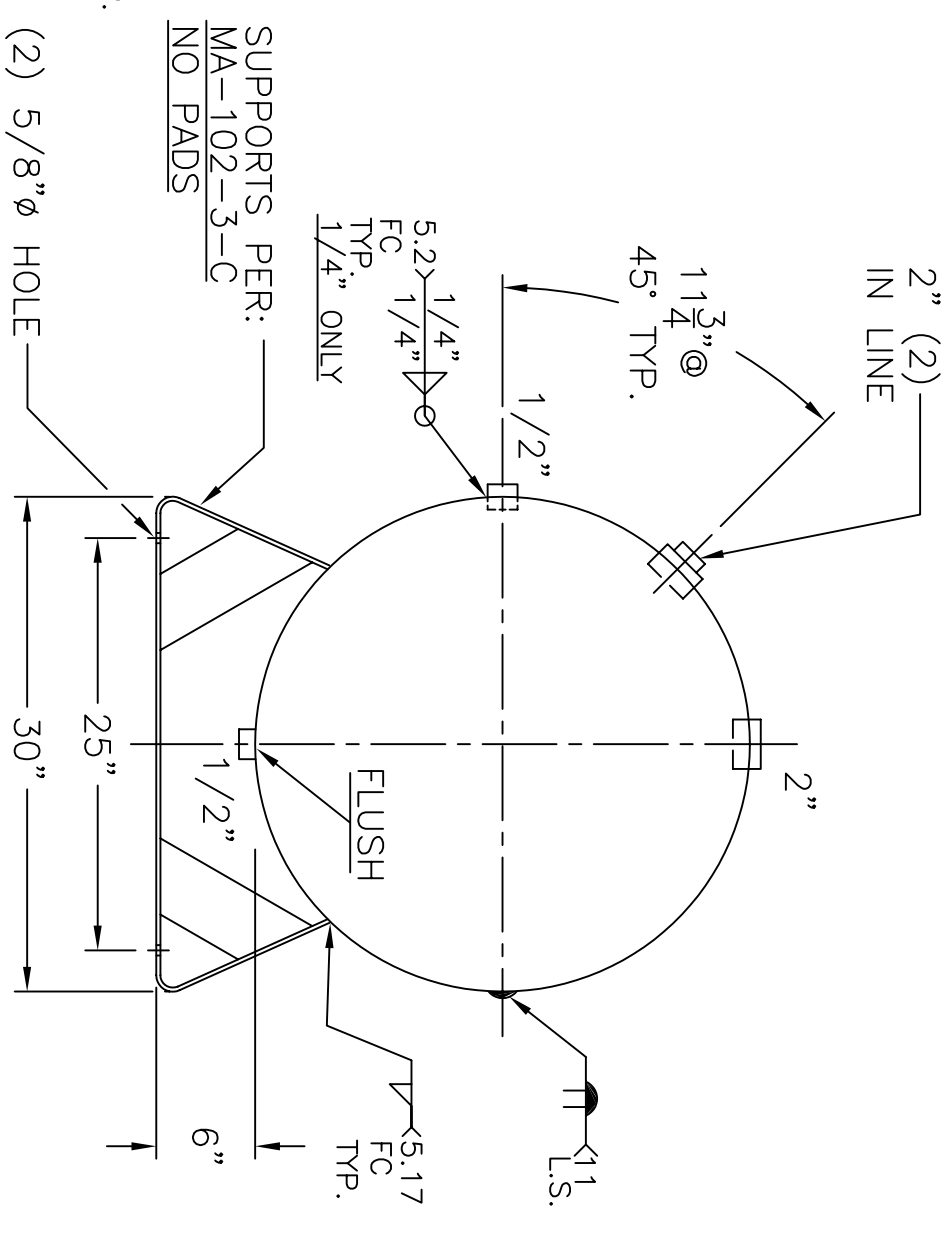 2" (2)
IN LINE
11 3/4" @
45° TYP.
2"
1/2"
1/4"
5.2
1/4"
FC
TYP.
1/4" ONLY
11
L.S.
FLUSH
SUPPORTS PER:
MA-102-3-C
NO PADS
1/2"
5.17
FC
TYP.
6"
25"
(2) 5/8"ø HOLE
30"